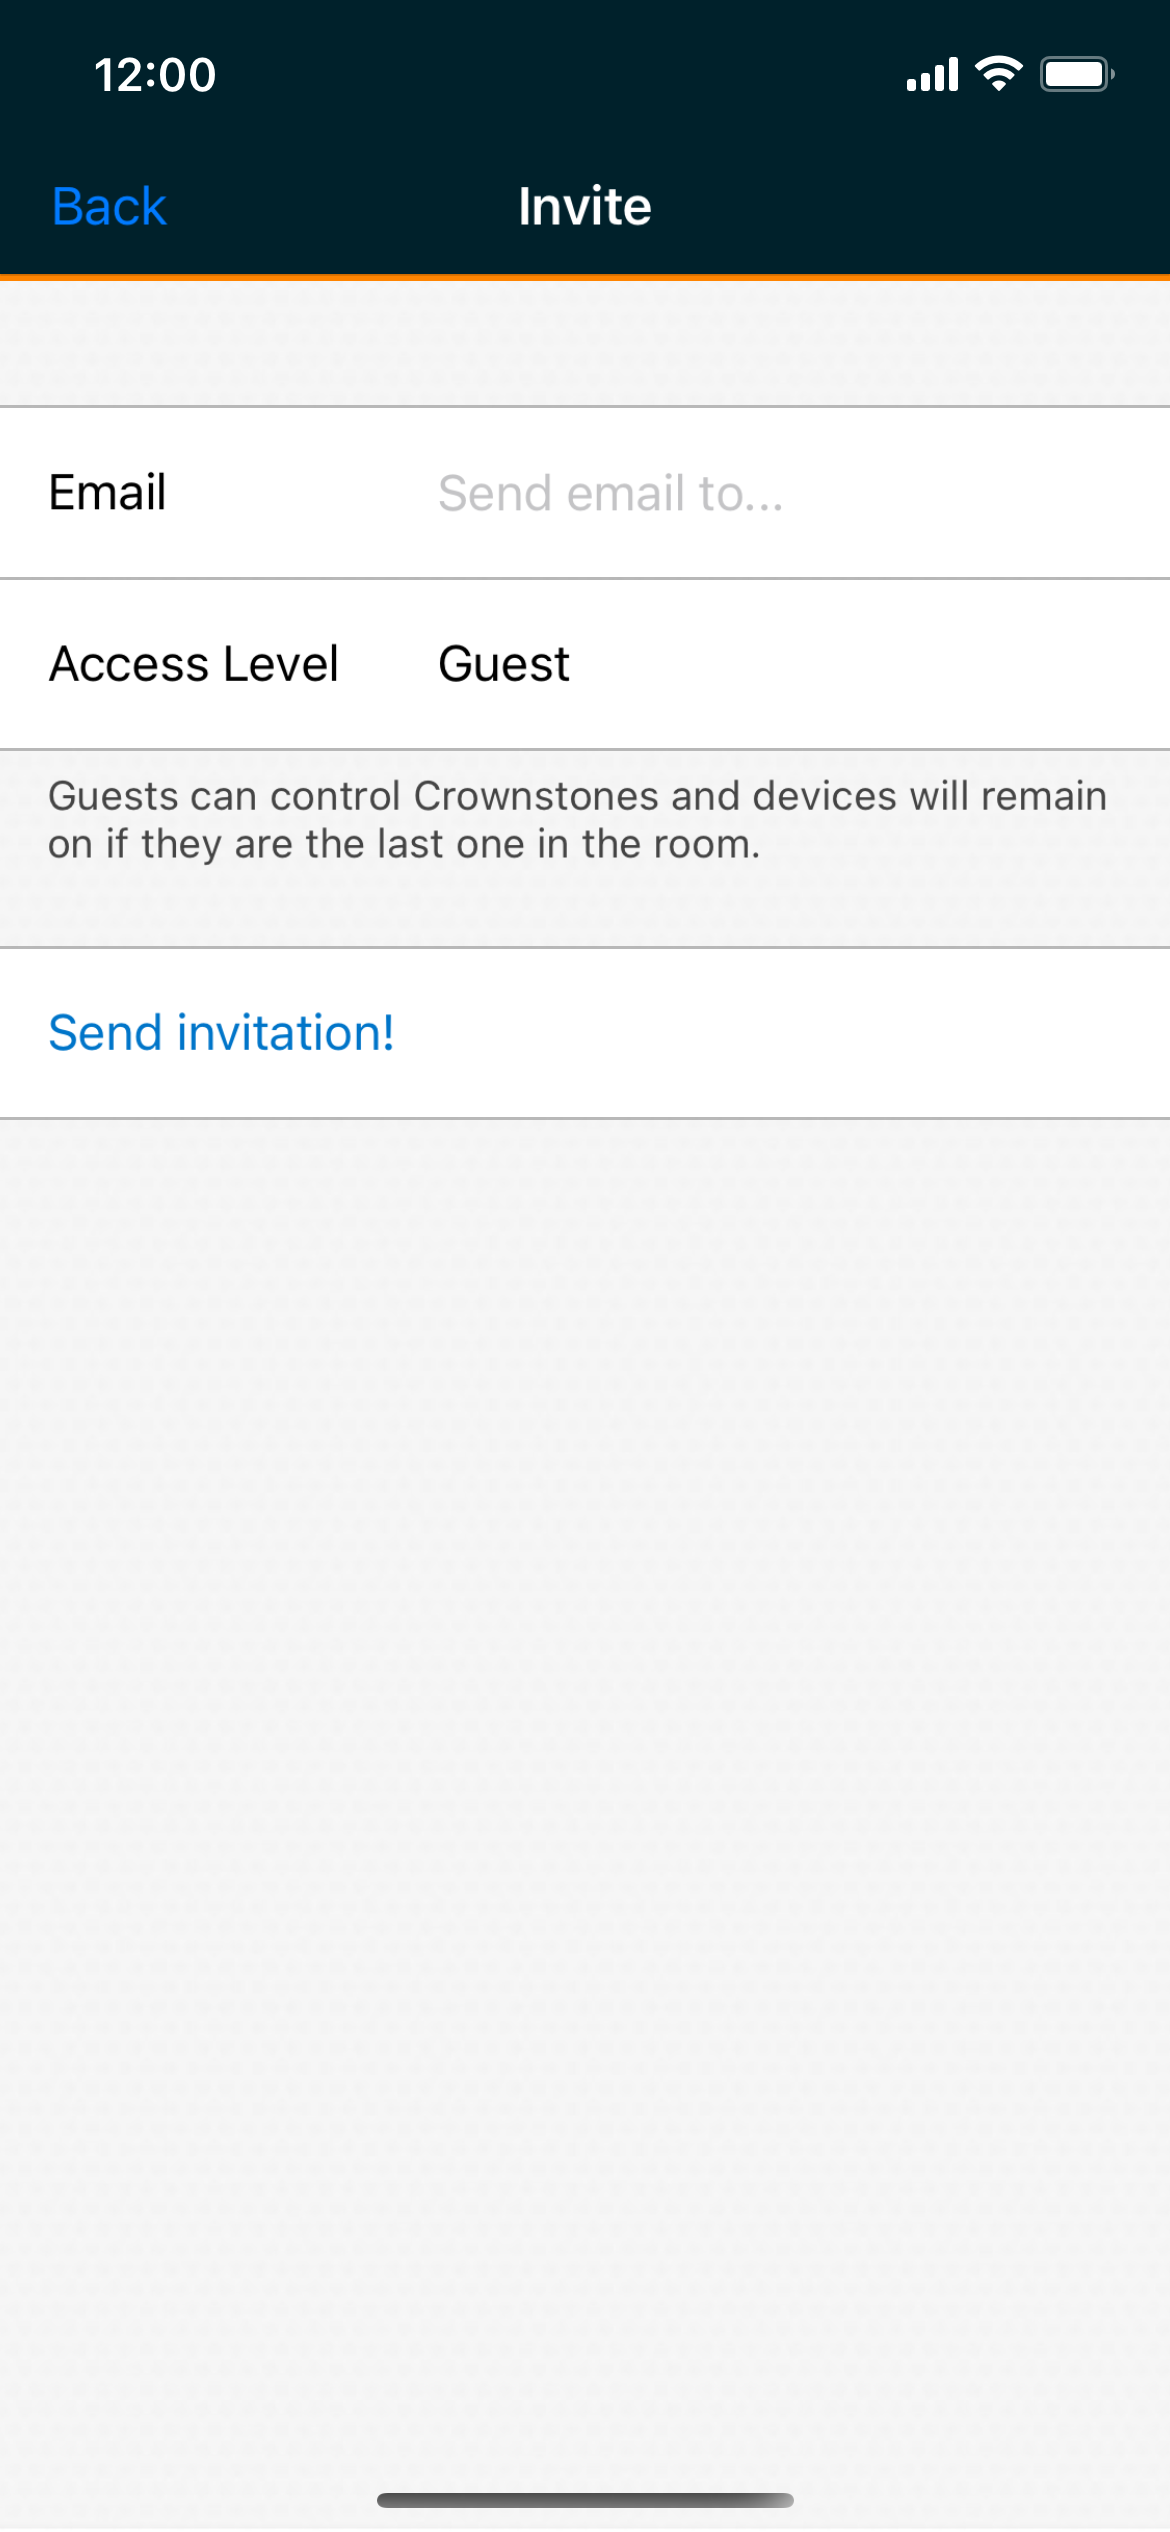 12:00
Back
Invite
Email
Send email to...
Access Level
Guest
Guests can control Crownstones and devices will remain
on if they are the last one in the room.
Send invitation!